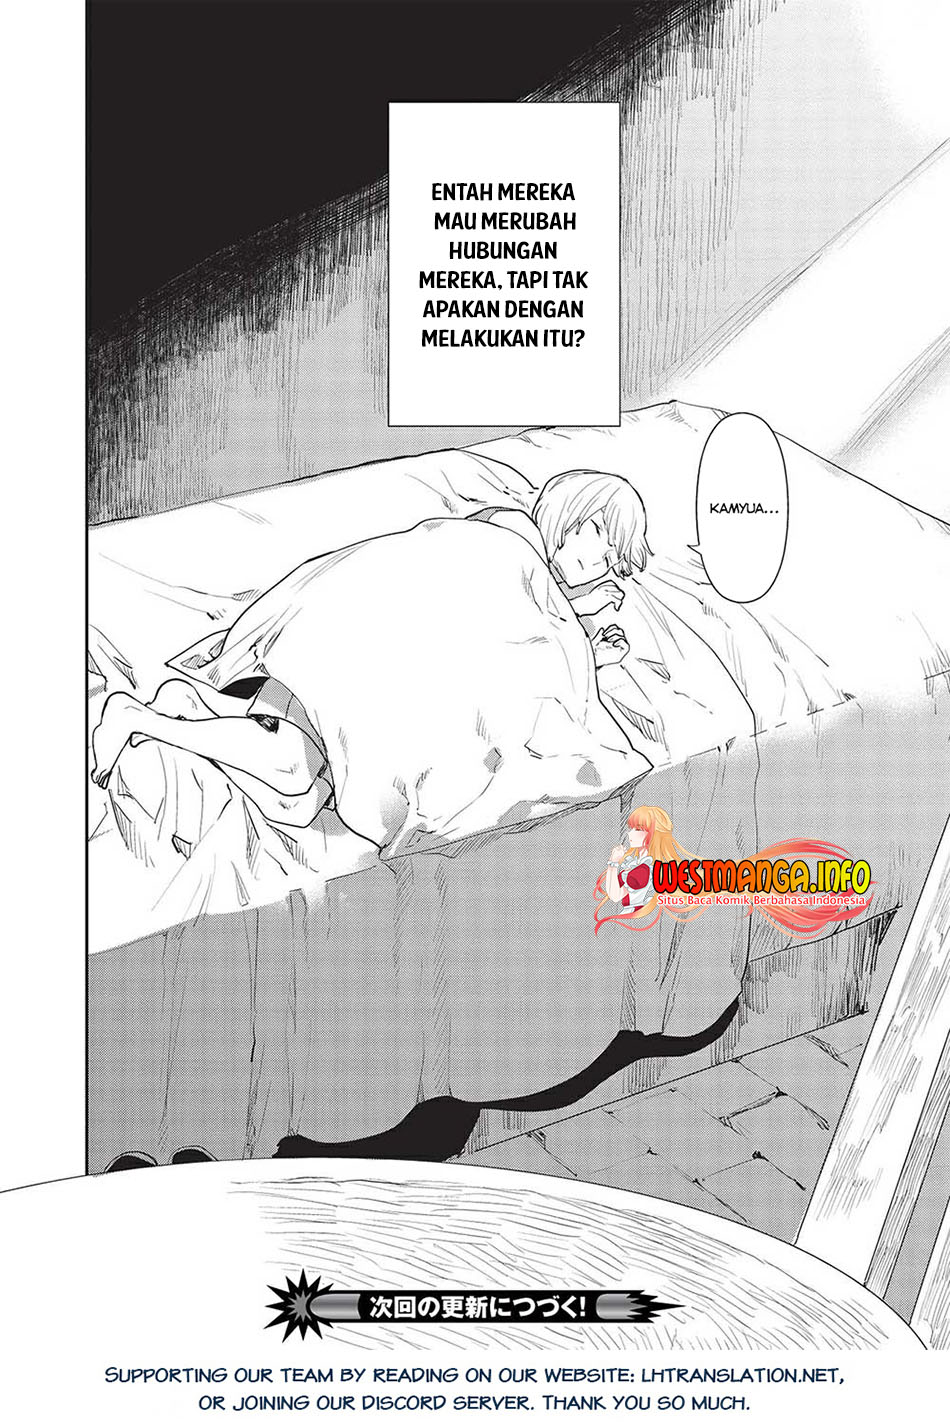 ENTAH MEREKA
MAU MERUBAH
HUBUNGAN
MEREKA, TAPI TAK
APAKAN DENGAN
MELAKUKAN ITU?
KAMYUA...
WESTMANGA.INFO
Situs Baca Komik Berbahasa Indonesia
次回の更新につづく!
SUPPORTING OUR TEAM BY READING ON OUR WEBSITE: LHTRANSLATION.NET,
OR JOINING OUR DISCORD SERVER. THANK YOU SO MUCH.